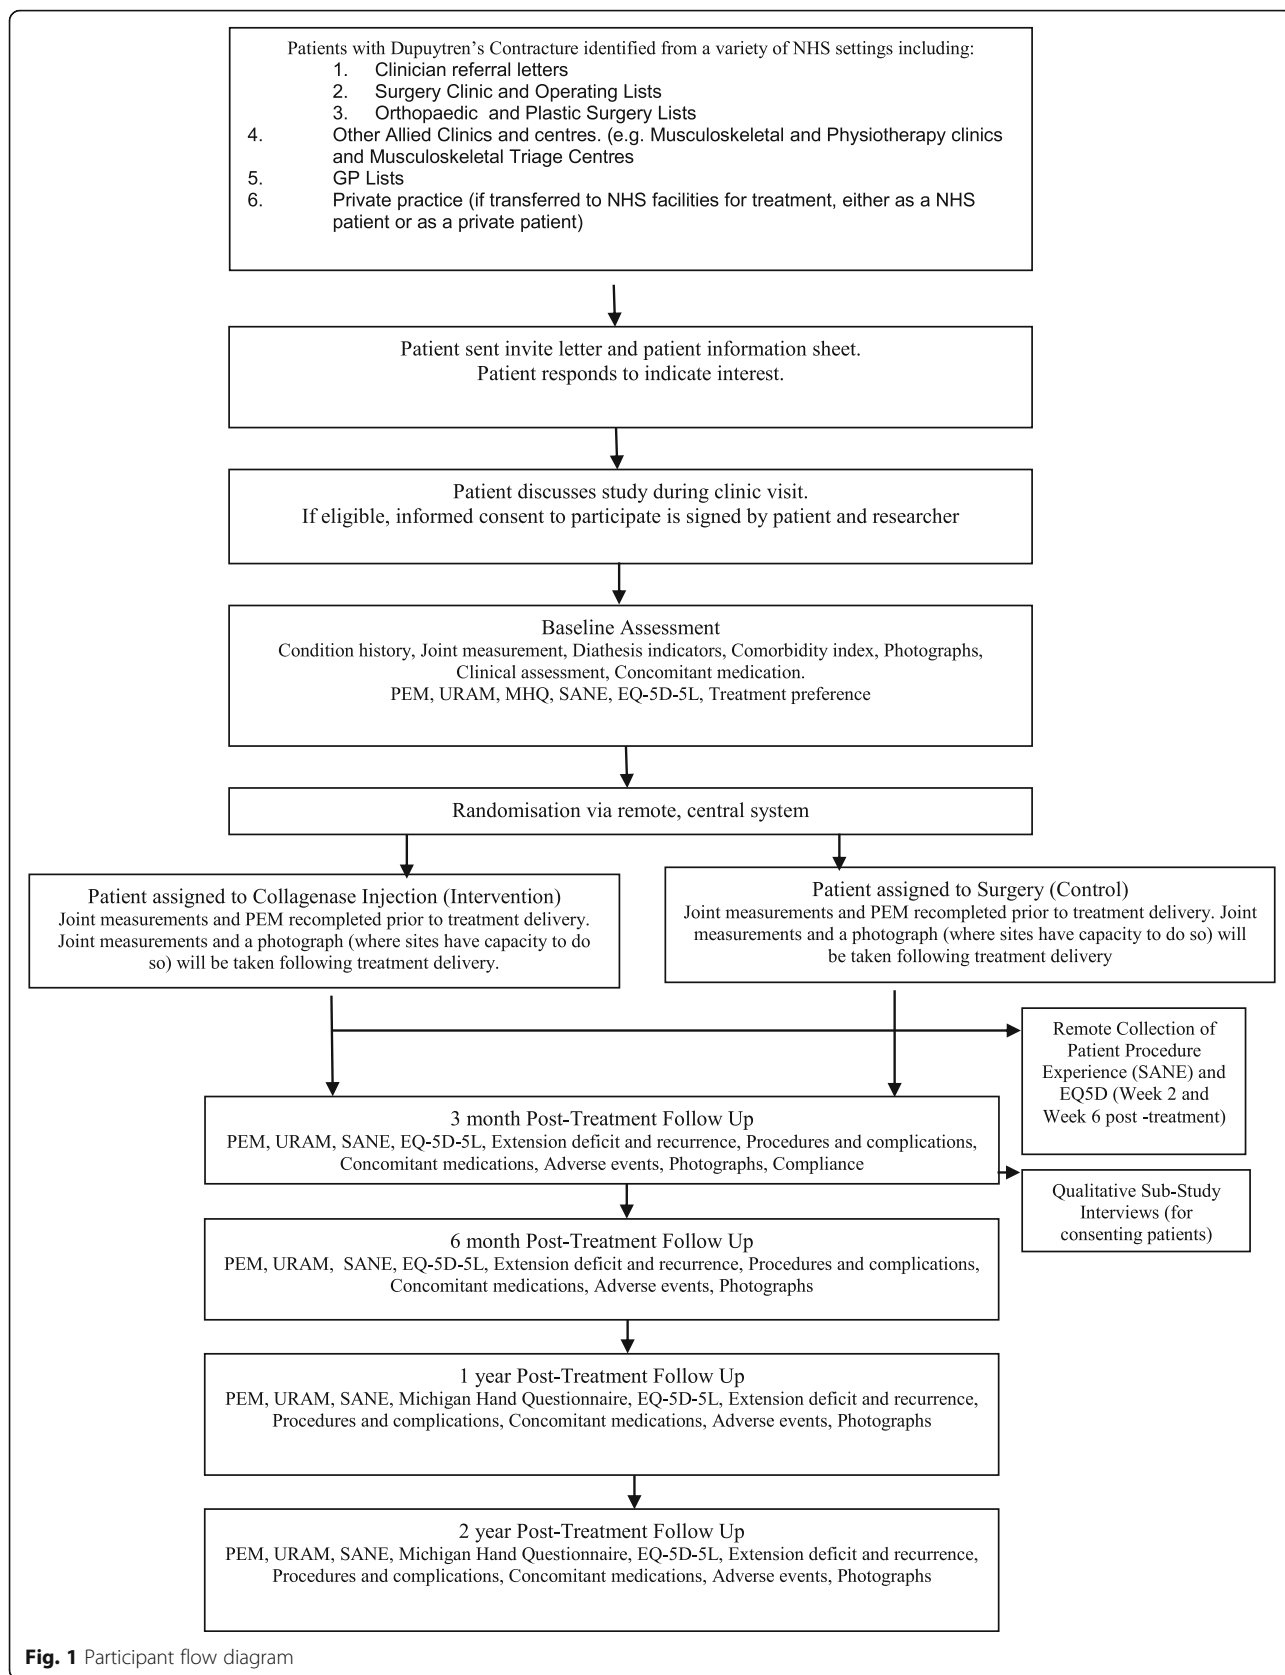 Patients with Dupuytren's Contracture identified from a variety of NHS settings including:
1. Clinician referral letters
2. Surgery Clinic and Operating Lists
3. Orthopaedic and Plastic Surgery Lists
4. Other Allied Clinics and centres. (e.g. Musculoskeletal and Physiotherapy clinics
and Musculoskeletal Triage Centres
5. GP Lists
6. Private practice (if transferred to NHS facilities for treatment, either as a NHS
patient or as a private patient)
Patient sent invite letter and patient information sheet.
Patient responds to indicate interest.
Patient discusses study during clinic visit.
If eligible, informed consent to participate is signed by patient and researcher
Baseline Assessment
Condition history, Joint measurement, Diathesis indicators, Comorbidity index, Photographs,
Clinical assessment, Concomitant medication.
PEM, URAM, MHQ, SANE, EQ-5D-5L, Treatment preference
Randomisation via remote, central system
Patient assigned to Collagenase Injection (Intervention)
Joint measurements and PEM recompleted prior to treatment delivery.
Joint measurements and a photograph (where sites have capacity to do
so) will be taken following treatment delivery.
Patient assigned to Surgery (Control)
Joint measurements and PEM recompleted prior to treatment delivery. Joint
measurements and a photograph (where sites have capacity to do so) will
be taken following treatment delivery
Remote Collection of
Patient Procedure
Experience (SANE) and
EQ5D (Week 2 and
Week 6 post -treatment)
3 month Post-Treatment Follow Up
PEM, URAM, SANE, EQ-5D-5L, Extension deficit and recurrence, Procedures and complications,
Concomitant medications, Adverse events, Photographs, Compliance
Qualitative Sub-Study
Interviews (for
consenting patients)
6 month Post-Treatment Follow Up
PEM, URAM, SANE, EQ-5D-5L, Extension deficit and recurrence, Procedures and complications,
Concomitant medications, Adverse events, Photographs
1 year Post-Treatment Follow Up
PEM, URAM, SANE, Michigan Hand Questionnaire, EQ-5D-5L, Extension deficit and recurrence,
Procedures and complications, Concomitant medications, Adverse events, Photographs
2 year Post-Treatment Follow Up
PEM, URAM, SANE, Michigan Hand Questionnaire, EQ-5D-5L, Extension deficit and recurrence,
Procedures and complications, Concomitant medications, Adverse events, Photographs
Fig. 1 Participant flow diagram